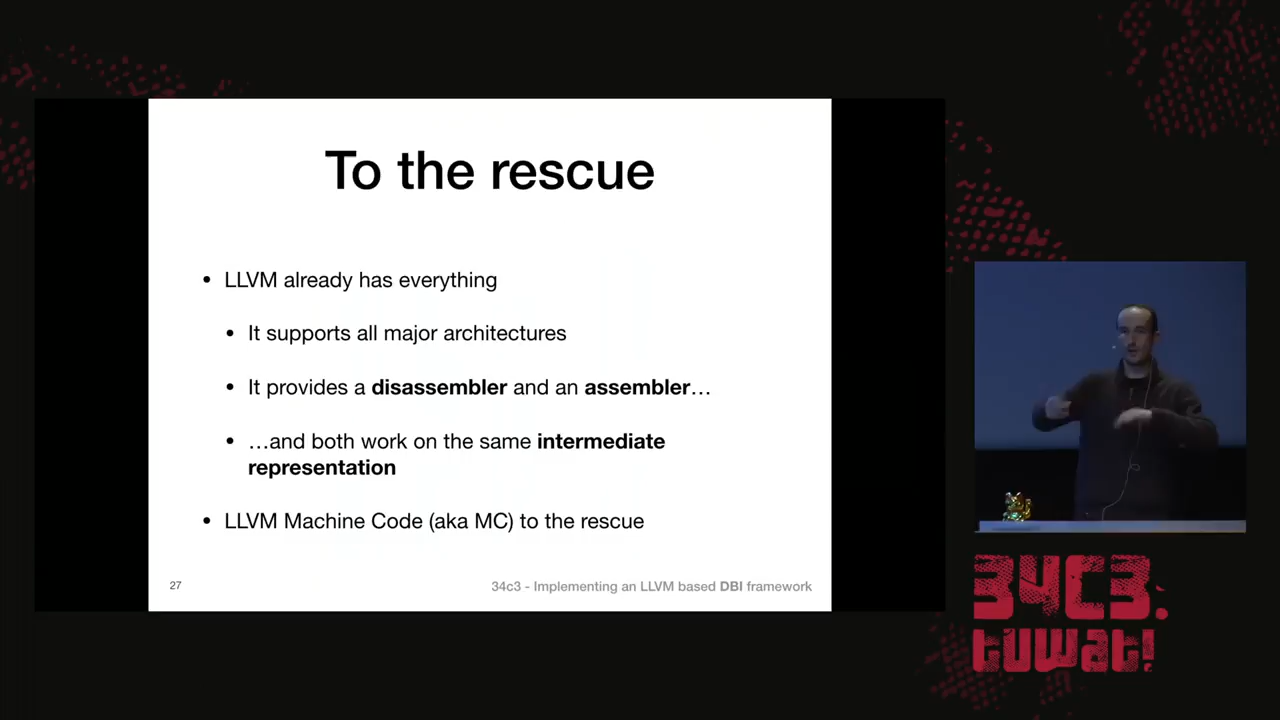 To the rescue
• LLVM already has everything
• It supports all major architectures
• It provides a disassembler and an assembler…
• …and both work on the same intermediate
representation
• LLVM Machine Code (aka MC) to the rescue
27
34c3 - Implementing an LLVM based DBI framework
34C3.
tuwat!